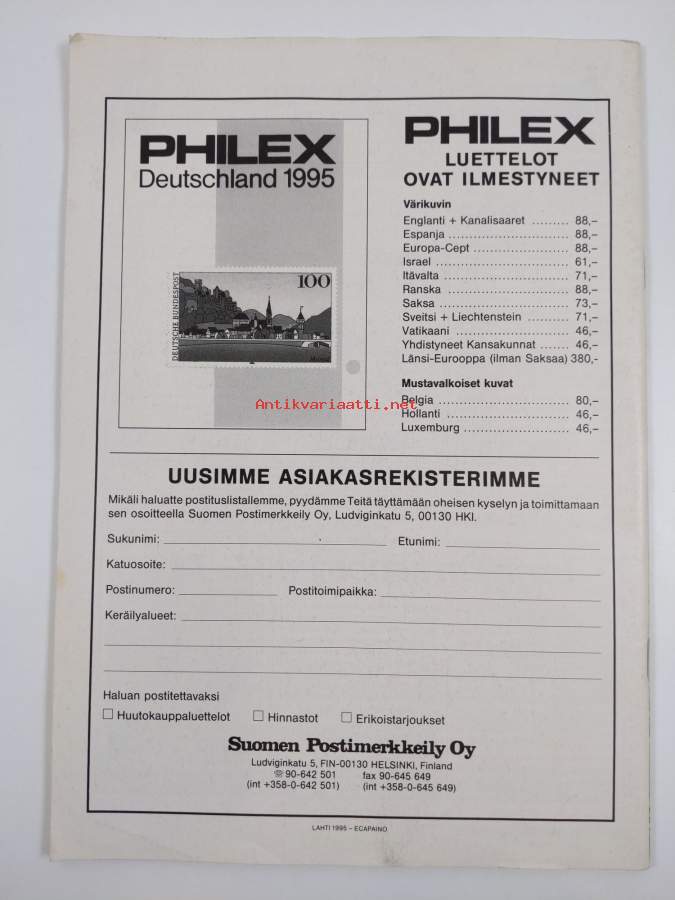 PHILEX
Deutschland 1995
100
DEUTSCHE BUNDESPOST
PHILEX
LUETTELOT
OVAT ILMESTYNEET
Värikuvin
Englanti + Kanalisaaret ......... 88,–
Espanja ......................... 88,–
Europa-Cept .................... 88,–
Israel ........................... 61,–
Itävalta ......................... 71,–
Ranska ......................... 88,–
Saksa .......................... 73,–
Sveitsi + Liechtenstein .......... 71,–
Vatikaani ....................... 46,–
Yhdistyneet Kansakunnat ...... 46,–
Länsi-Eurooppa (ilman Saksaa) 380,–
Mustavalkoiset kuvat
Belgia .......................... 80,–
Hollanti ........................ 46,–
Luxemburg ..................... 46,–
Antikvariaatti.net
UUSIMME ASIAKASREKISTERIMME
Mikäli haluatte postituslistallemme, pyydämme Teitä täyttämään oheisen kyselyn ja toimittamaan
sen osoitteella Suomen Postimerkkeily Oy, Ludviginkatu 5, 00130 HKI.
Sukunimi: Etunimi:
Katuosoite:
Postinumero: Postitoimipaikka:
Keräilyalueet:
Haluan postitettavaksi
Huutokauppaluettelot Hinnastot Erikoistarjoukset
Suomen Postimerkkeily Oy
Ludviginkatu 5, FIN-00130 HELSINKI, Finland
☏ 90-642 501 fax 90-645 649
(int +358-0-642 501) (int +358-0-645 649)
LAHTI 1995 – ECAPAINO